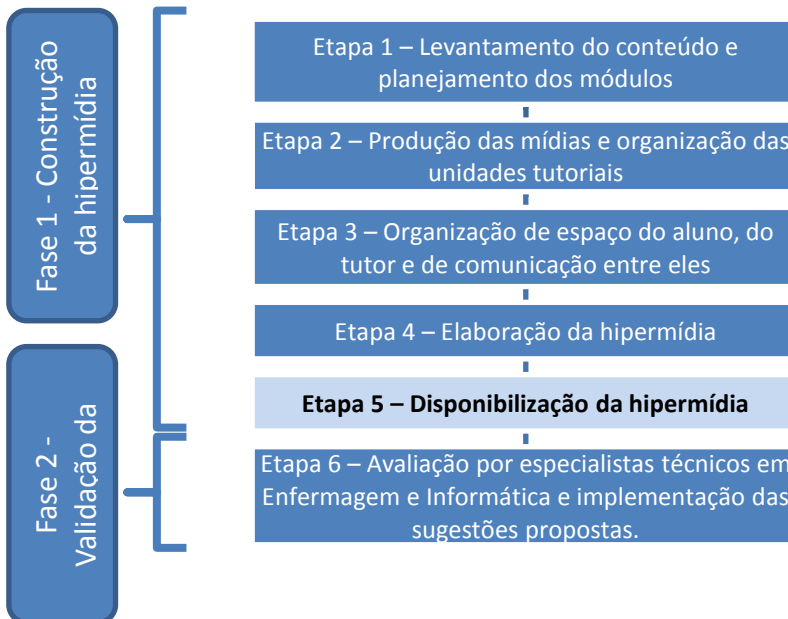 Fase 1 - Construção
da hipermídia
Etapa 1 – Levantamento do conteúdo e
planejamento dos módulos
Etapa 2 – Produção das mídias e organização das
unidades tutoriais
Etapa 3 – Organização de espaço do aluno, do
tutor e de comunicação entre eles
Etapa 4 – Elaboração da hipermídia
Etapa 5 – Disponibilização da hipermídia
Fase 2 -
Validação da
Etapa 6 – Avaliação por especialistas técnicos em
Enfermagem e Informática e implementação das
sugestões propostas.